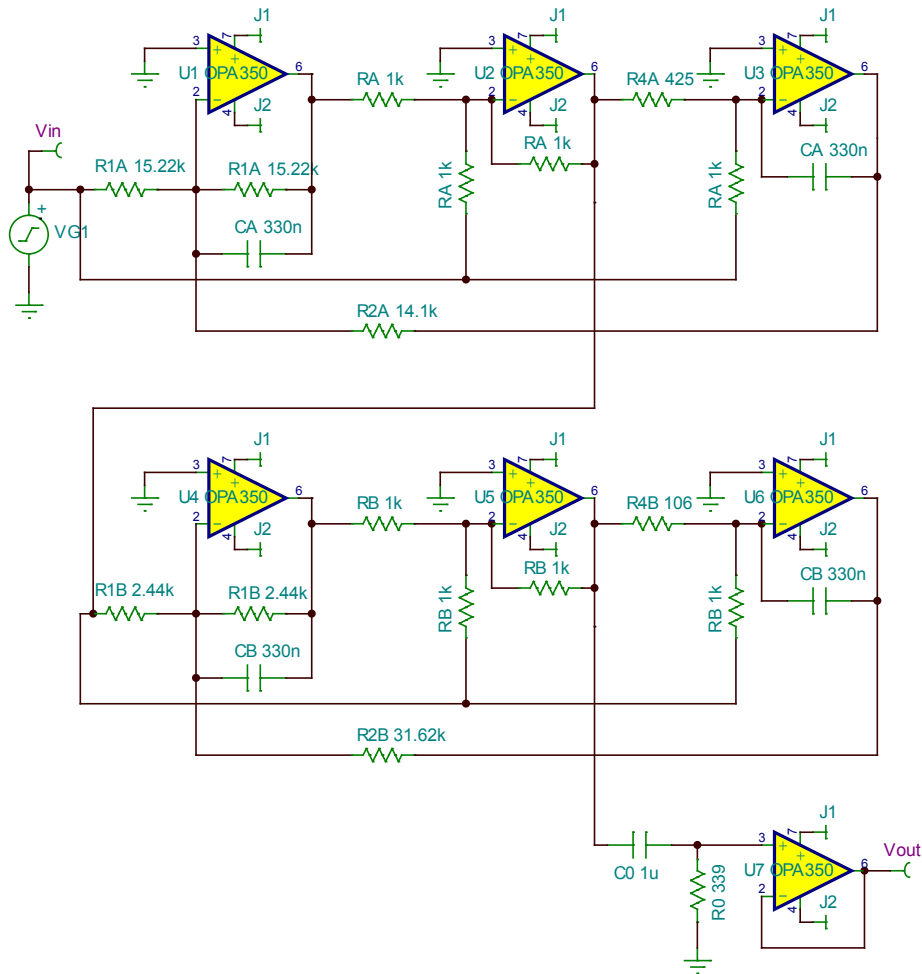 J1
J1
J1
3
7
6
U1 OPA350
2
4
J2
RA 1k
3
7
6
U2 OPA350
2
4
J2
R4A 425
3
7
6
U3 OPA350
2
4
J2
Vin
R1A 15.22k
R1A 15.22k
RA 1k
RA 1k
RA 1k
CA 330n
+
VG1
CA 330n
R2A 14.1k
J1
J1
J1
3
7
6
U4 OPA350
2
4
J2
RB 1k
3
7
6
U5 OPA350
2
4
J2
R4B 106
3
7
6
U6 OPA350
2
4
J2
R1B 2.44k
R1B 2.44k
RB 1k
RB 1k
RB 1k
CB 330n
CB 330n
R2B 31.62k
J1
3
7
6
U7 OPA350
2
4
J2
Vout
C0 1u
R0 339